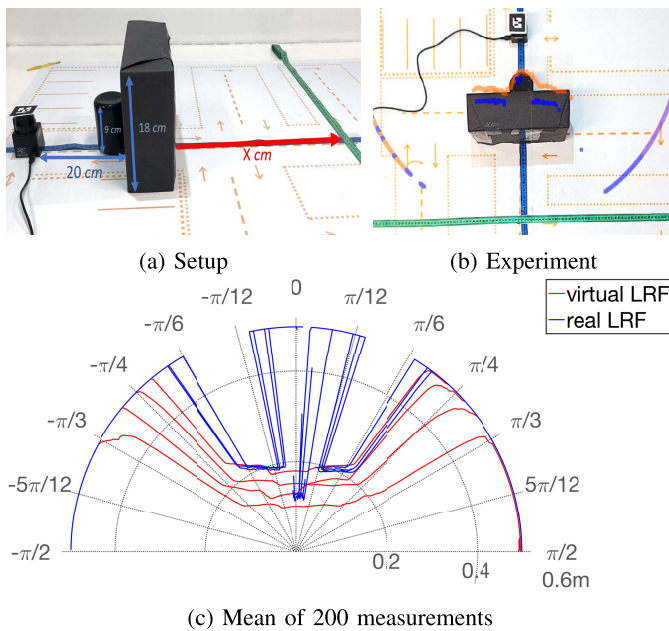 9 cm
18 cm
20 cm
X cm
(a) Setup
(b) Experiment
0
-π/12
π/12
-π/6
π/6
-π/4
π/4
-π/3
π/3
-5π/12
5π/12
-π/2
π/2
0.2
0.4
0.6m
virtual LRF
real LRF
(c) Mean of 200 measurements